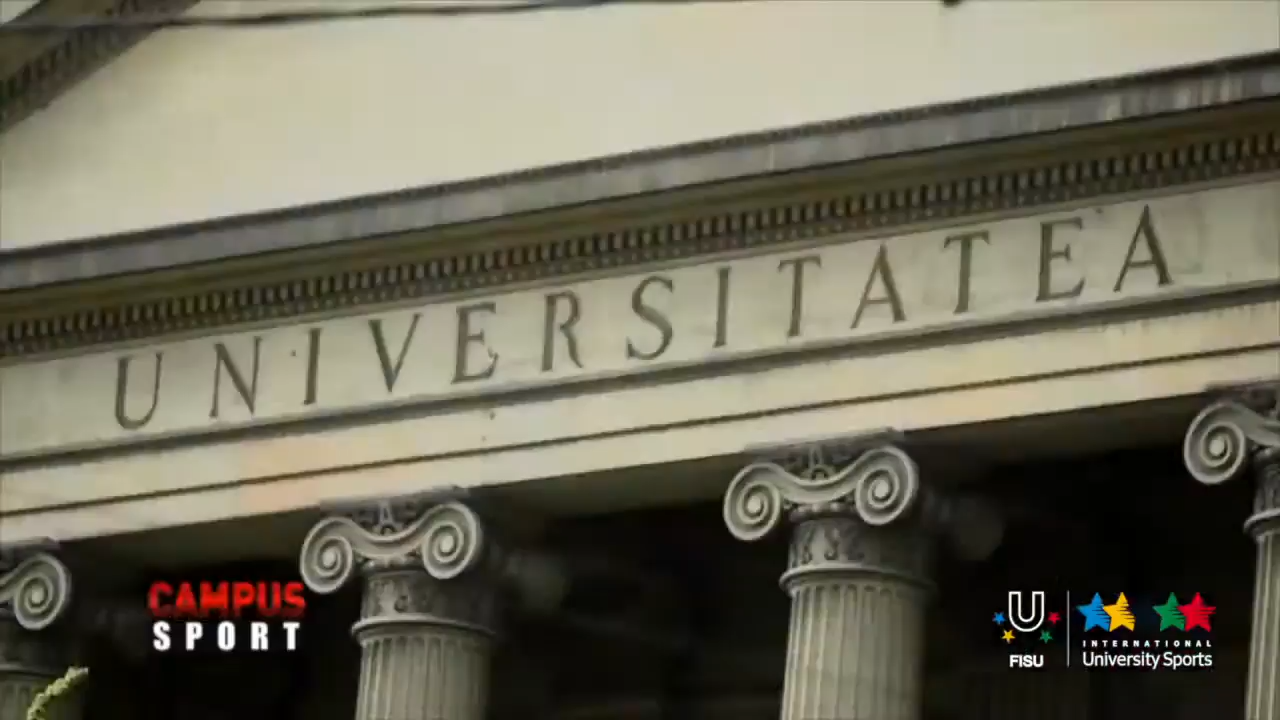 UNIVERSITATEA
CAMPUS
SPORT
FISU
INTERNATIONAL
University Sports